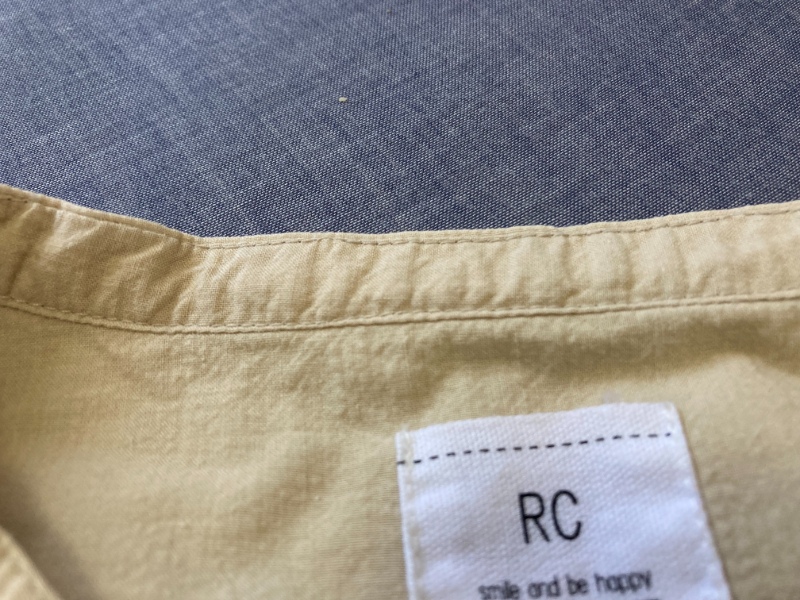 RC
smile and be happy